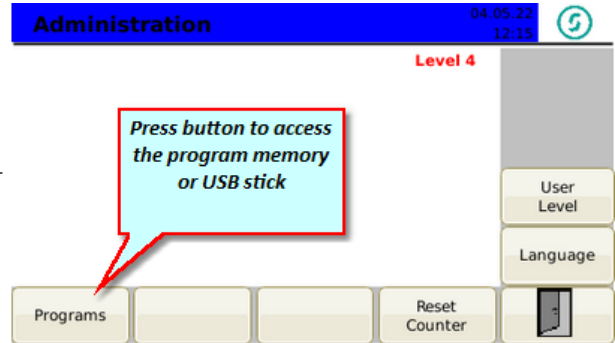 Administration
04.05.22
12:15
Level 4
Press button to access
the program memory
or USB stick
User
Level
Language
Programs
Reset
Counter